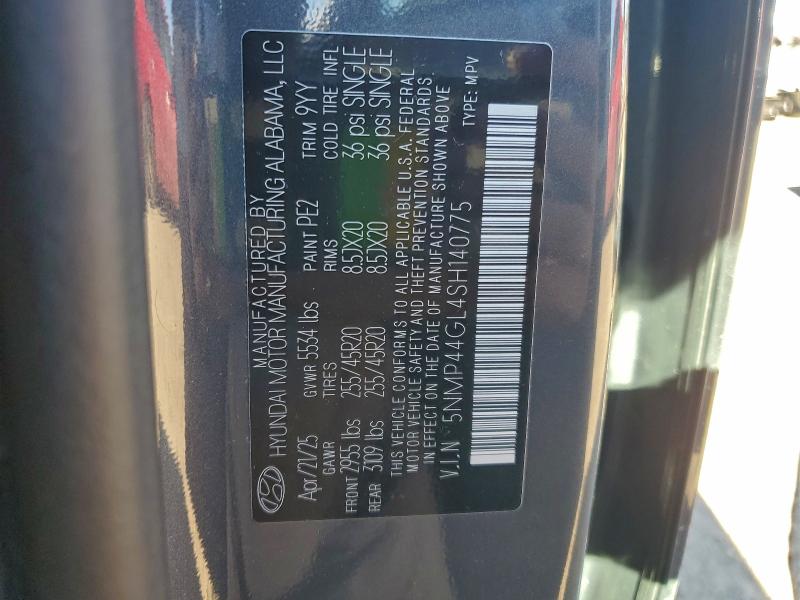 MANUFACTURED BY
HYUNDAI MOTOR MANUFACTURING ALABAMA, LLC
Apr/21/25 GVWR 5534 lbs PAINT PE2 TRIM 9YY
GAWR TIRES RIMS COLD TIRE INFL
FRONT 2955 lbs 255/45R20 8.5JX20 36 psi SINGLE
REAR 3109 lbs 255/45R20 8.5JX20 36 psi SINGLE
THIS VEHICLE CONFORMS TO ALL APPLICABLE U.S.A. FEDERAL
MOTOR VEHICLE SAFETY AND THEFT PREVENTION STANDARDS
IN EFFECT ON THE DATE OF MANUFACTURE SHOWN ABOVE
V.I.N 5NMP44GL4SH140775 TYPE: MPV